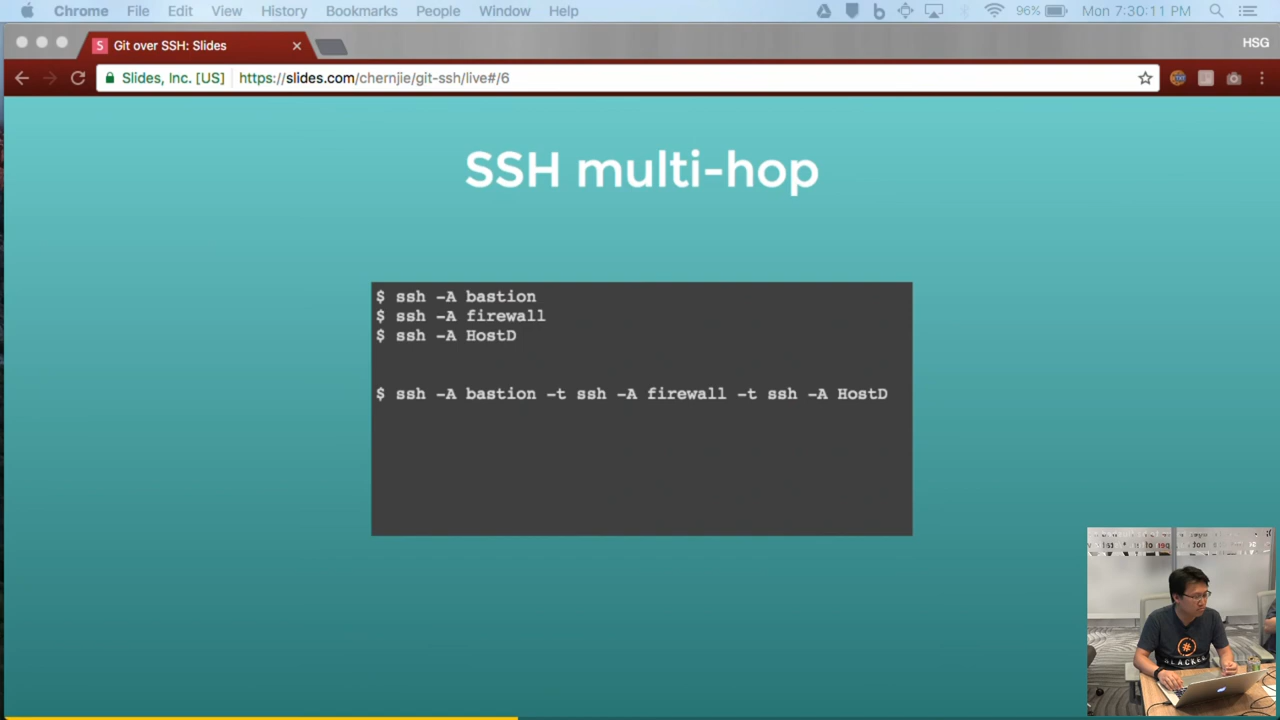 Chrome File Edit View History Bookmarks People Window Help 96% Mon 7:30:11 PM
S Git over SSH: Slides HSG
Slides, Inc. [US] https://slides.com/chernjie/git-ssh/live#/6
SSH multi-hop
$ ssh -A bastion
$ ssh -A firewall
$ ssh -A HostD
$ ssh -A bastion -t ssh -A firewall -t ssh -A HostD